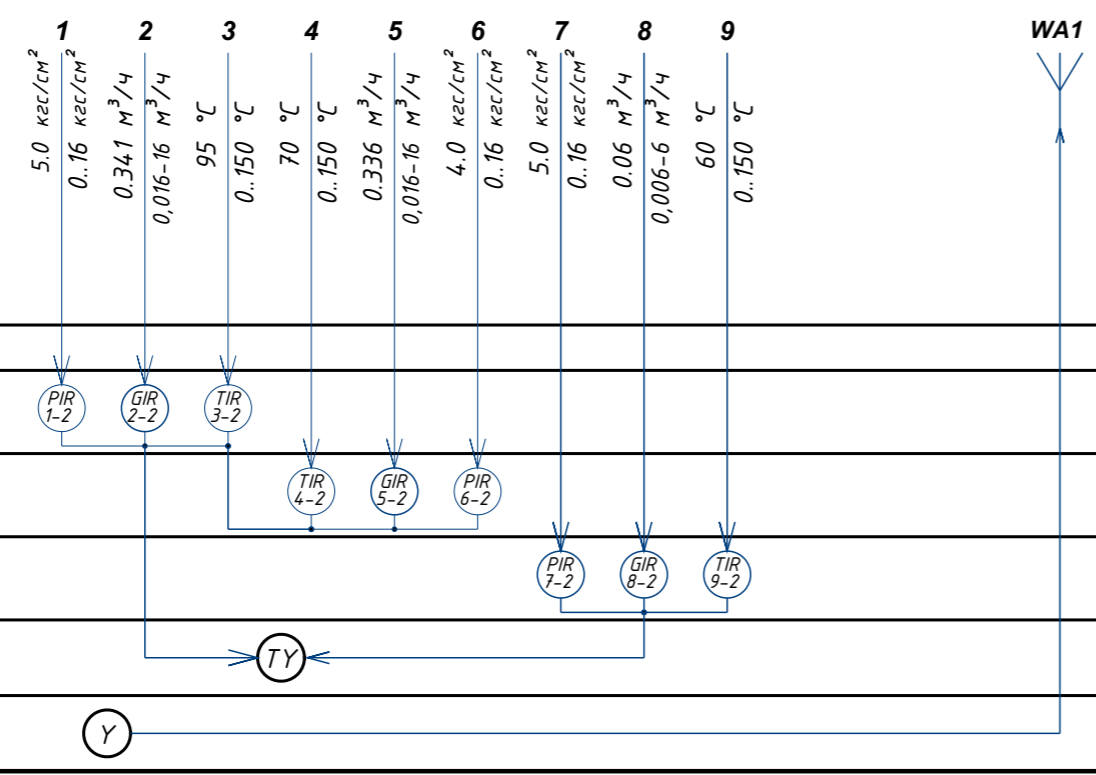 1 2 3 4 5 6 7 8 9 WA1
5.0 кгс/см²
0..16 кгс/см²
0.341 м³/ч
0,016-16 м³/ч
95 °C
0..150 °C
70 °C
0..150 °C
0.336 м³/ч
0,016-16 м³/ч
4.0 кгс/см²
0..16 кгс/см²
5.0 кгс/см²
0..16 кгс/см²
0.06 м³/ч
0,006-6 м³/ч
60 °C
0..150 °C
PIR
1-2
GIR
2-2
TIR
3-2
TIR
4-2
GIR
5-2
PIR
6-2
PIR
7-2
GIR
8-2
TIR
9-2
TY
Y